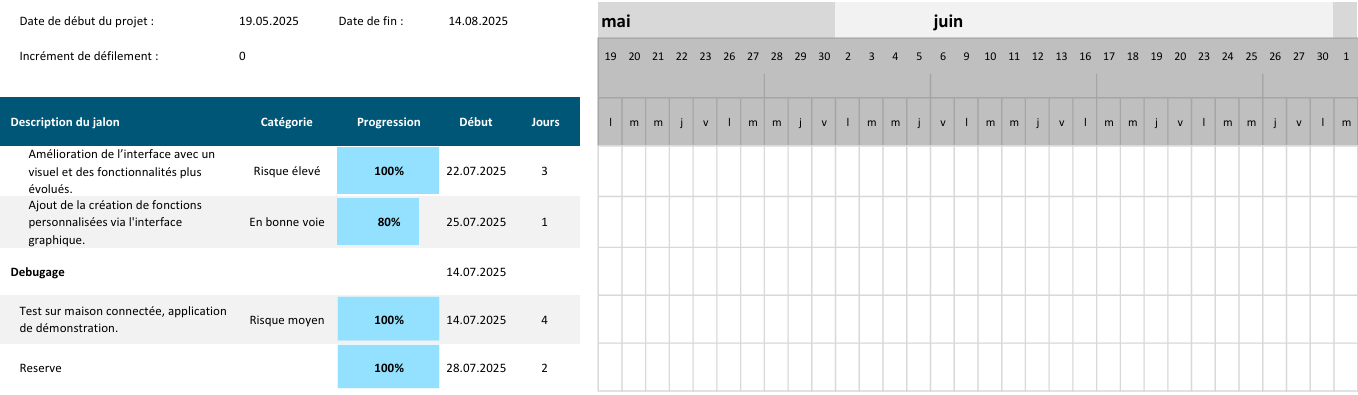 Date de début du projet : 19.05.2025 Date de fin : 14.08.2025
mai juin
Incrément de défilement : 0
19 20 21 22 23 26 27 28 29 30 2 3 4 5 6 9 10 11 12 13 16 17 18 19 20 23 24 25 26 27 30 1
Description du jalon Catégorie Progression Début Jours
l m m j v l m m j v l m m j v l m m j v l m m j v l m m j v l m
Amélioration de l’interface avec un
visuel et des fonctionnalités plus
évolués.
Risque élevé 100% 22.07.2025 3
Ajout de la création de fonctions
personnalisées via l'interface
graphique.
En bonne voie 80% 25.07.2025 1
Debugage 14.07.2025
Test sur maison connectée, application
de démonstration.
Risque moyen 100% 14.07.2025 4
Reserve 100% 28.07.2025 2